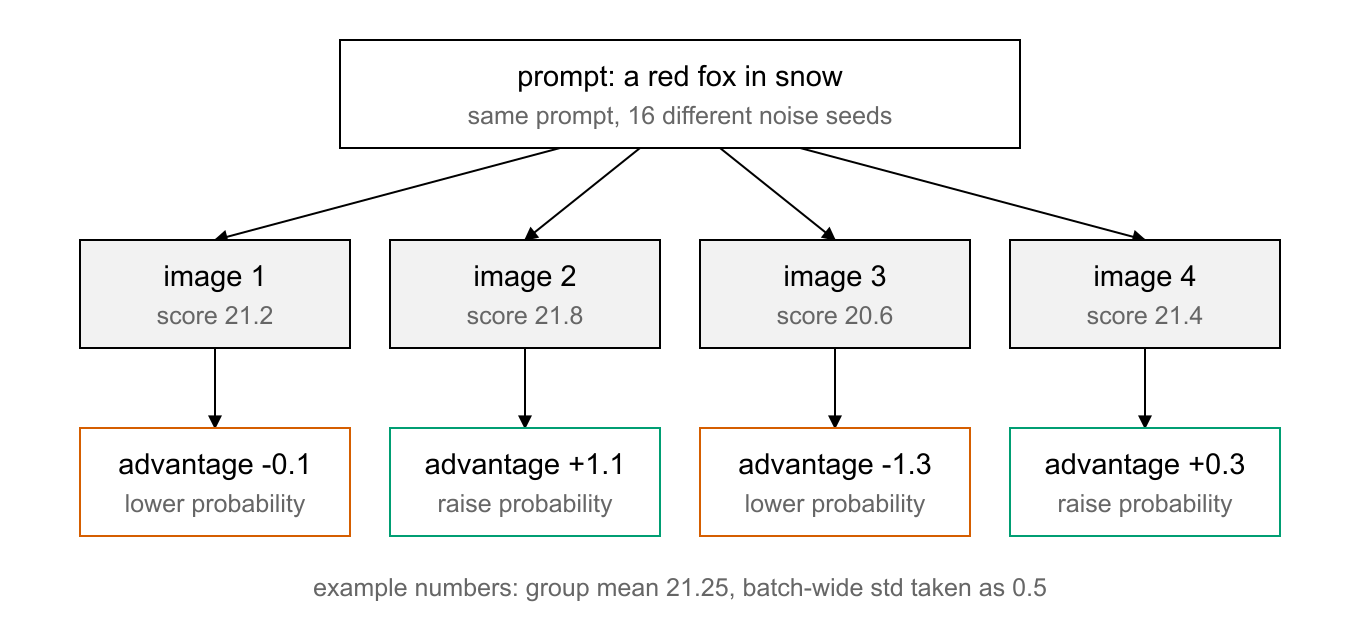 prompt: a red fox in snow
same prompt, 16 different noise seeds
image 1
score 21.2
image 2
score 21.8
image 3
score 20.6
image 4
score 21.4
advantage -0.1
lower probability
advantage +1.1
raise probability
advantage -1.3
lower probability
advantage +0.3
raise probability
example numbers: group mean 21.25, batch-wide std taken as 0.5